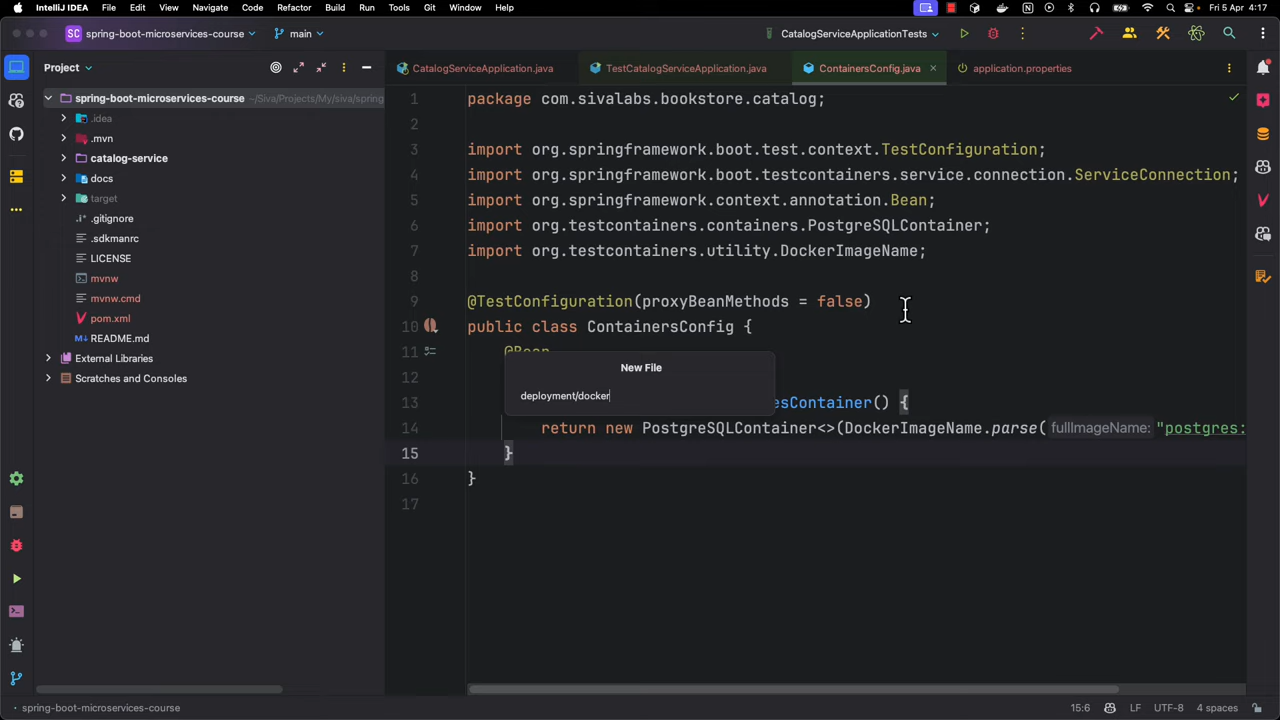 IntelliJ IDEA File Edit View Navigate Code Refactor Build Run Tools Git Window Help Fri 5 Apr 4:17
SC spring-boot-microservices-course main CatalogServiceApplicationTests
Project
CatalogServiceApplication.java TestCatalogServiceApplication.java ContainersConfig.java application.properties
spring-boot-microservices-course ~/Siva/Projects/My/siva/spring
.idea
.mvn
catalog-service
docs
target
.gitignore
.sdkmanrc
LICENSE
mvnw
mvnw.cmd
pom.xml
README.md
External Libraries
Scratches and Consoles
1 package com.sivalabs.bookstore.catalog;
2
3 import org.springframework.boot.test.context.TestConfiguration;
4 import org.springframework.boot.testcontainers.service.connection.ServiceConnection;
5 import org.springframework.context.annotation.Bean;
6 import org.testcontainers.containers.PostgreSQLContainer;
7 import org.testcontainers.utility.DockerImageName;
8
9 @TestConfiguration(proxyBeanMethods = false)
10 public class ContainersConfig {
11 @Bean
12
13 esContainer() {
14 return new PostgreSQLContainer<>(DockerImageName.parse( fullImageName: "postgres:
15 }
16 }
17
New File
deployment/docker
spring-boot-microservices-course 15:6 LF UTF-8 4 spaces